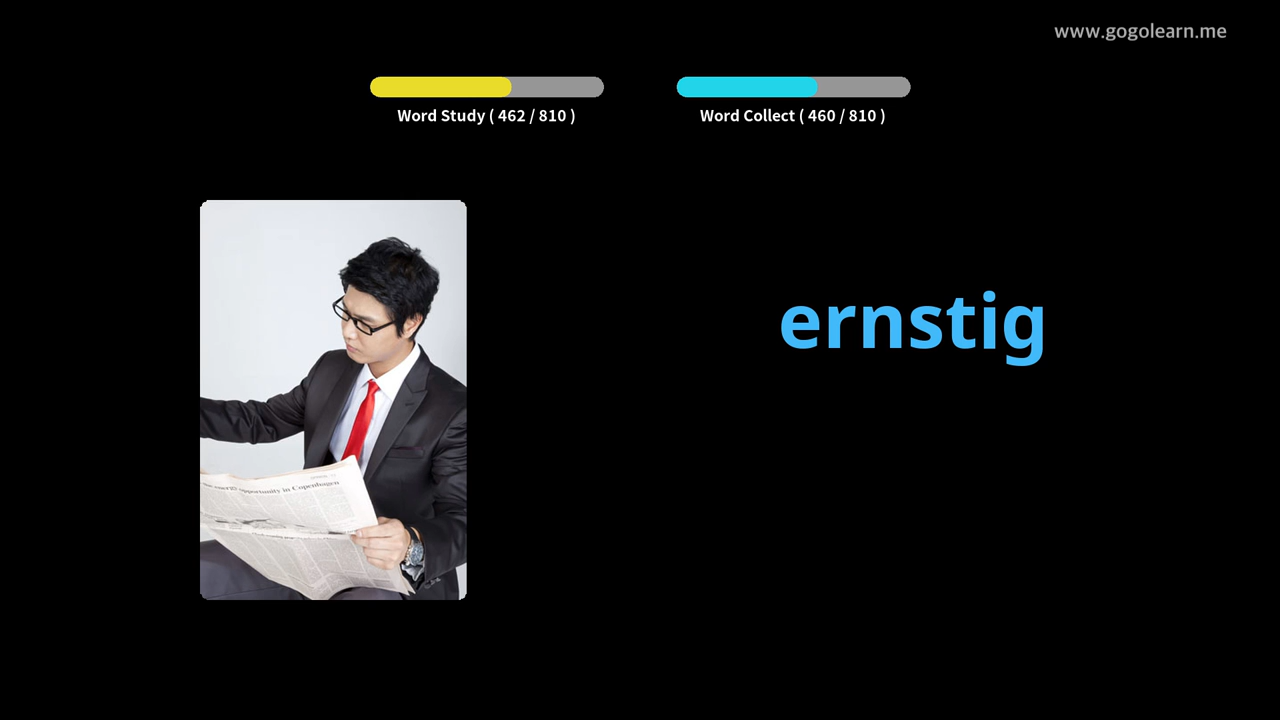 www.gogolearn.me
Word Study ( 462 / 810 )
Word Collect ( 460 / 810 )
ernstig
opportunity in Copenhagen